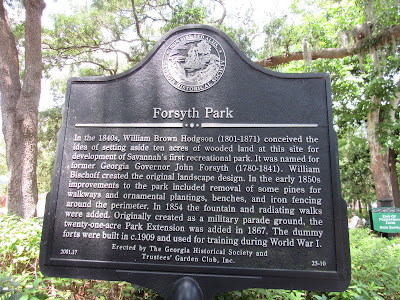 Forsyth Park
In the 1840s, William Brown Hodgson (1801-1871) conceived the
idea of setting aside ten acres of wooded land at this site for
development of Savannah's first recreational park. It was named for
former Georgia Governor John Forsyth (1780-1841). William
Bischoff created the original landscape design. In the early 1850s
improvements to the park included removal of some pines for
walkways and ornamental plantings, benches, and iron fencing
around the perimeter. In 1854 the fountain and radiating walks
were added. Originally created as a military parade ground, the
twenty-one-acre Park Extension was added in 1867. The dummy
forts were built in c.1909 and used for training during World War I.
Erected by the Georgia Historical Society and
Trustees' Garden Club, Inc.
25-10